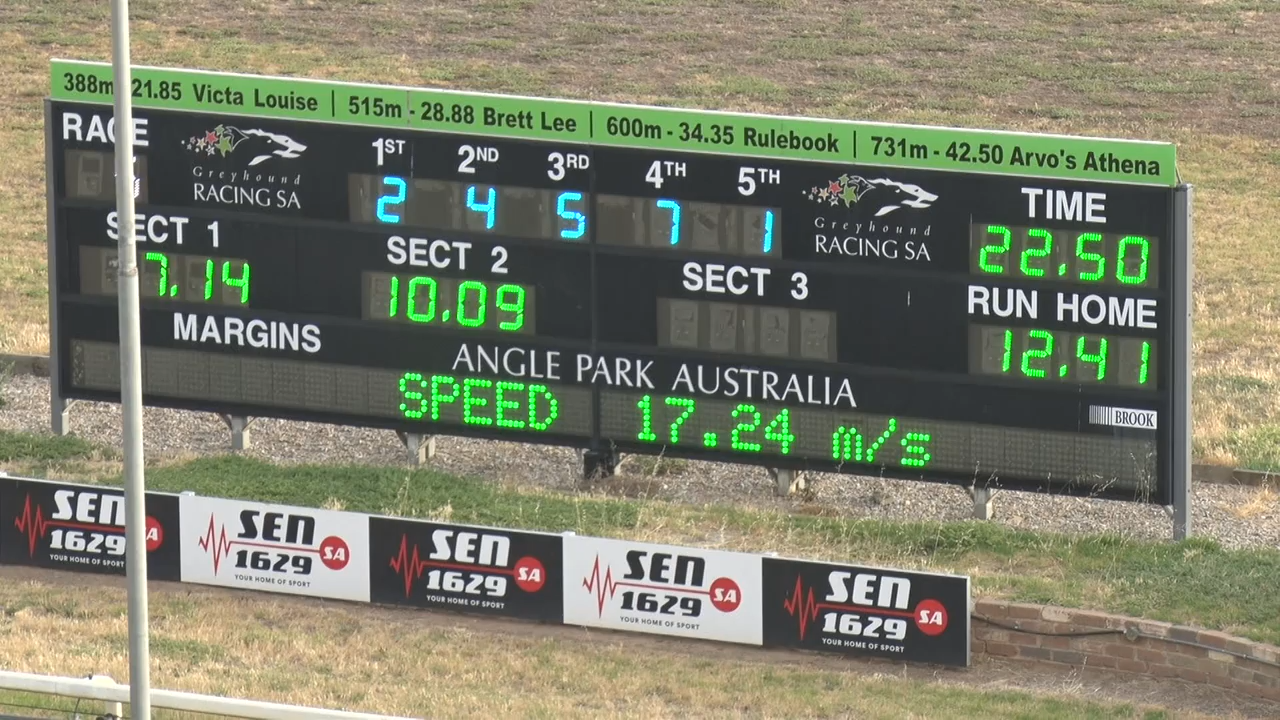 388m 21.85 Victa Louise | 515m - 28.88 Brett Lee | 600m - 34.35 Rulebook | 731m - 42.50 Arvo's Athena
RACE
Greyhound
RACING SA
1ST 2ND 3RD 4TH 5TH
2 4 5 7 1
Greyhound
RACING SA
TIME
22.50
SECT 1
7.14
SECT 2
10.09
SECT 3
RUN HOME
12.41
MARGINS
ANGLE PARK AUSTRALIA
SPEED 17.24 m/s
BROOK
SEN
1629
YOUR HOME OF SPORT
SEN
1629 SA
YOUR HOME OF SPORT
SEN
1629 SA
YOUR HOME OF SPORT
SEN
1629 SA
YOUR HOME OF SPORT
SEN
1629 SA
YOUR HOME OF SPORT